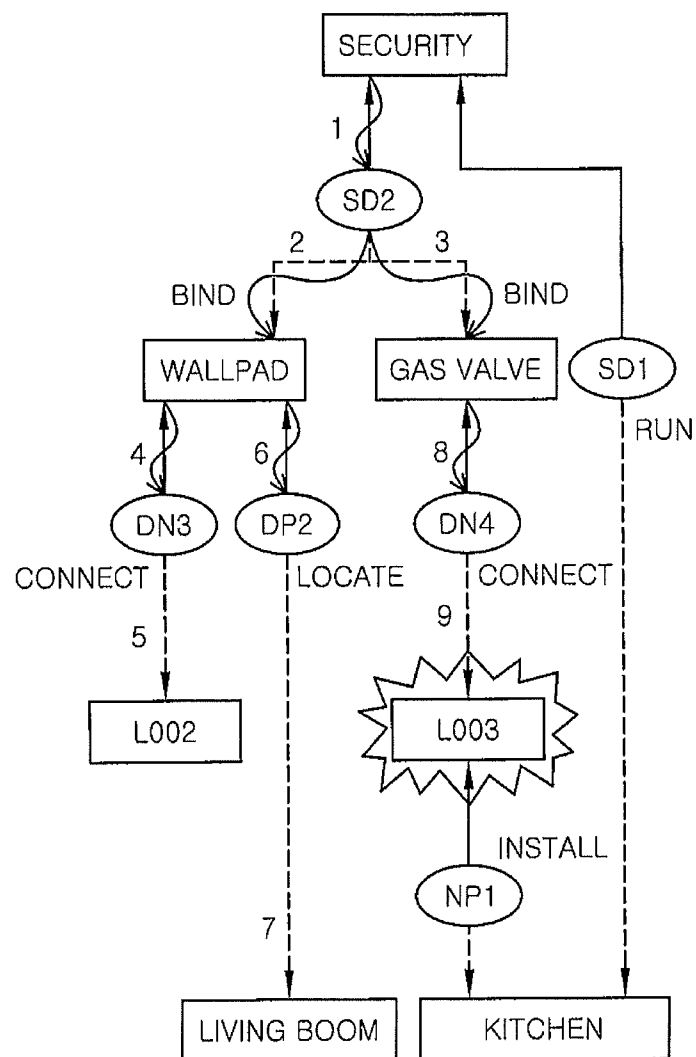 SECURITY
1
SD2
2 3
BIND BIND
WALLPAD GAS VALVE SD1
RUN
4 6 8
DN3 DP2 DN4
CONNECT LOCATE CONNECT
5 9
L002 L003
INSTALL
NP1
7
LIVING BOOM KITCHEN